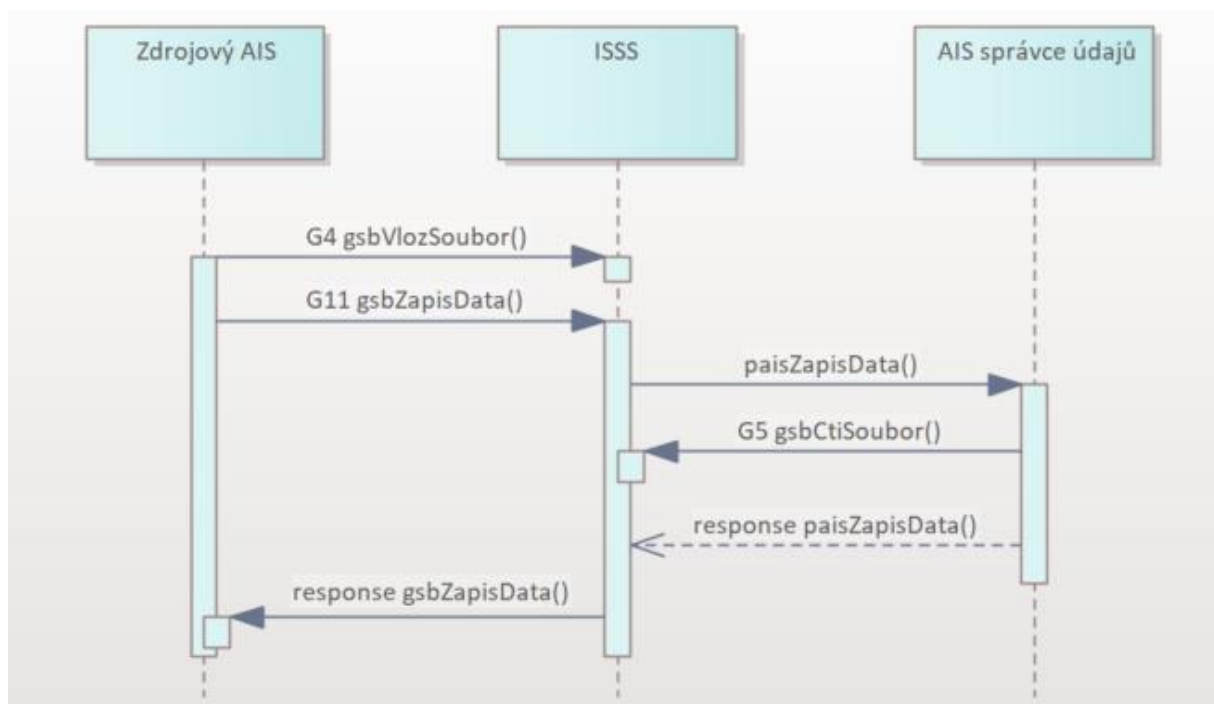 Zdrojový AIS
ISSS
AIS správce údajů
G4 gsbVlozSoubor()
G11 gsbZapisData()
paisZapisData()
G5 gsbCtiSoubor()
response paisZapisData()
response gsbZapisData()